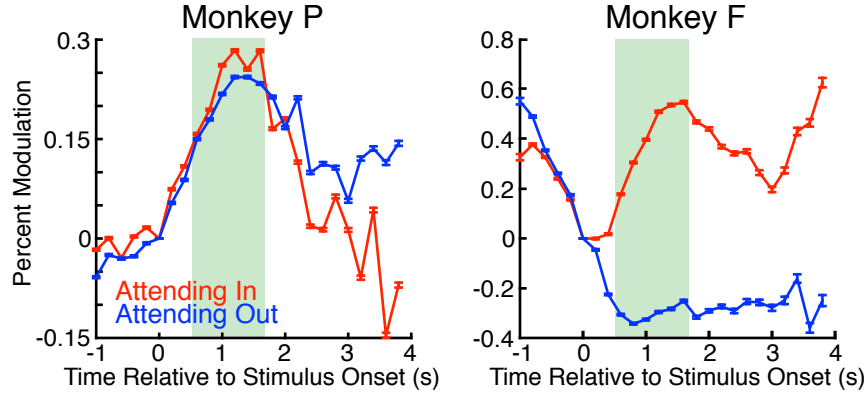 Monkey P
Percent Modulation
0.3
0.15
0
-0.15
Attending In
Attending Out
-1 0 1 2 3 4
Time Relative to Stimulus Onset (s)
Monkey F
0.8
0.6
0.4
0.2
0
-0.2
-0.4
-1 0 1 2 3 4
Time Relative to Stimulus Onset (s)